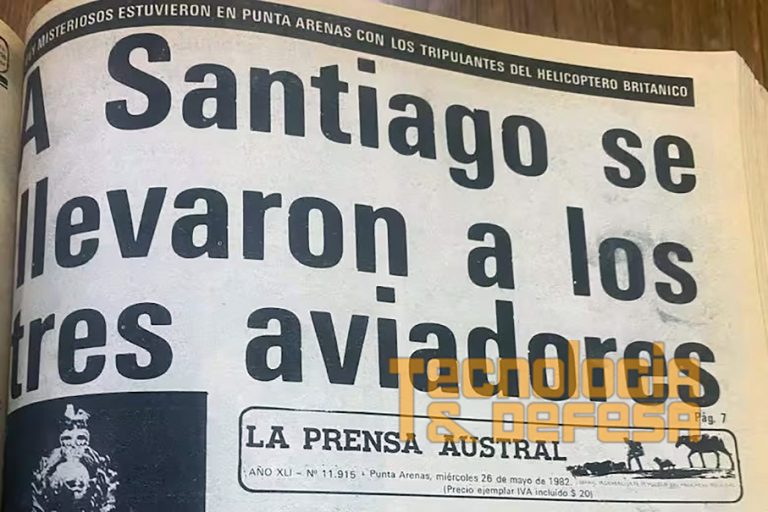 MISTERIOSOS ESTUVIERON EN PUNTA ARENAS CON LOS TRIPULANTES DEL HELICOPTERO BRITANICO
A Santiago se
llevaron a los
tres aviadores
Tecnologia
& Defesa
Pág. 7
LA PRENSA AUSTRAL
AÑO XLI - Nº 11.915 • Punta Arenas, miércoles 26 de mayo de 1982.
(Precio ejemplar IVA incluido $ 20)